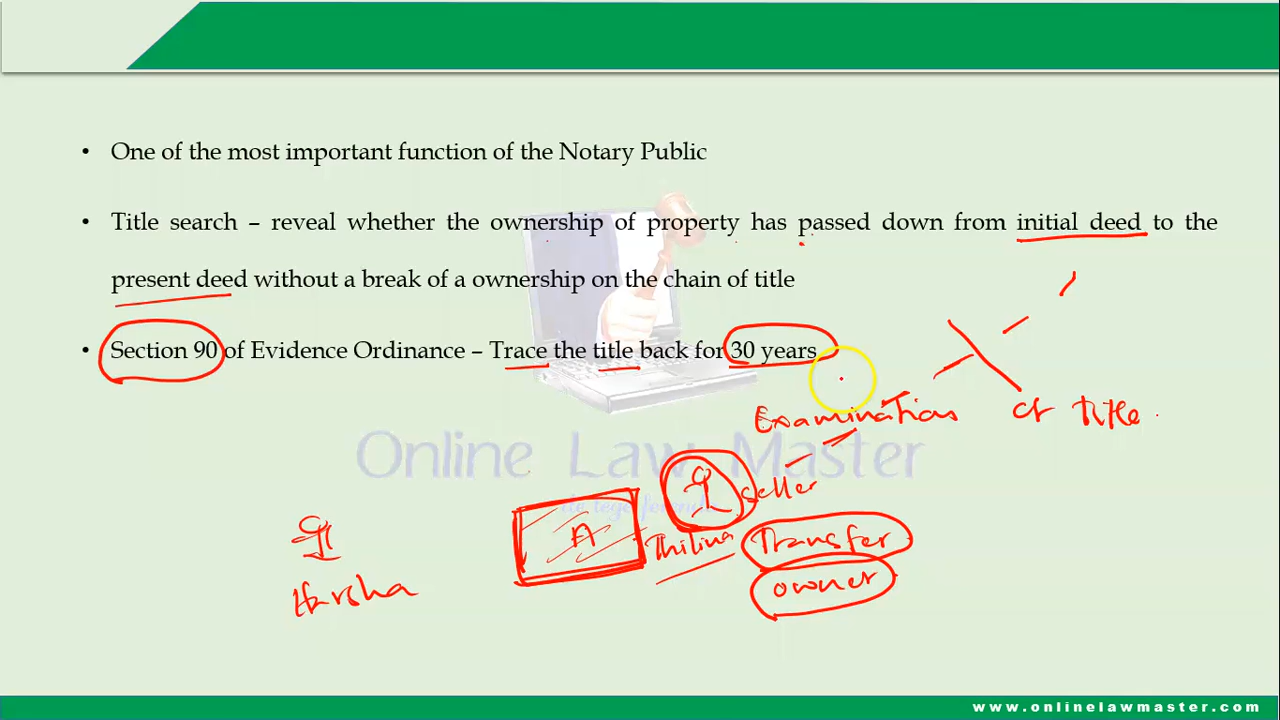 • One of the most important function of the Notary Public
• Title search – reveal whether the ownership of property has passed down from initial deed to the
present deed without a break of a ownership on the chain of title
• Section 90 of Evidence Ordinance – Trace the title back for 30 years
Examination of Title
Online Law Master
seller
A
Thilina
Transfer
owner
Harsha
www.onlinelawmaster.com